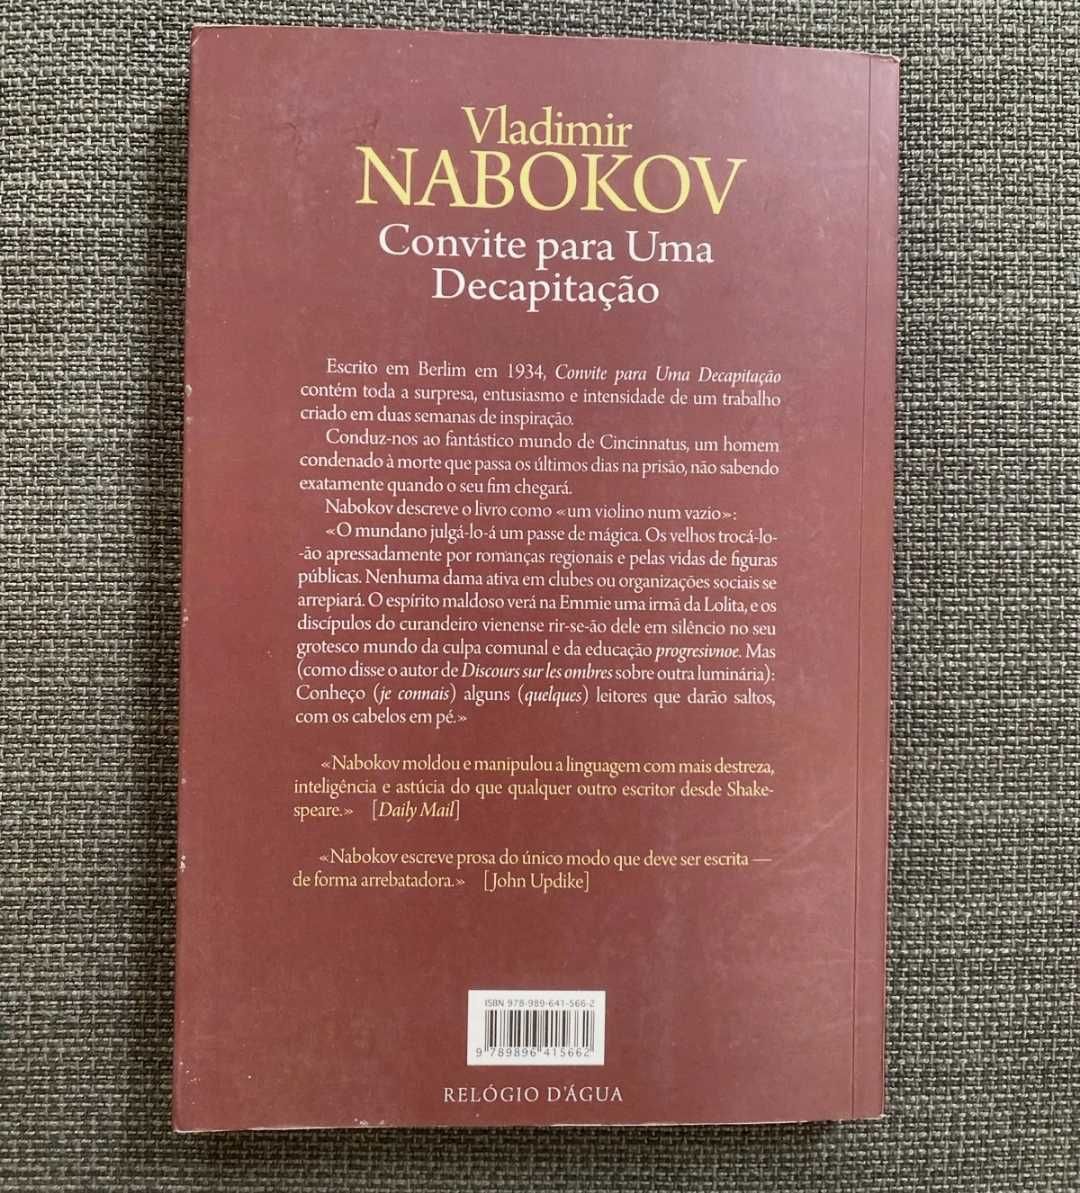 Vladimir
NABOKOV
Convite para Uma
Decapitação
Escrito em Berlim em 1934, Convite para Uma Decapitação
contém toda a surpresa, entusiasmo e intensidade de um trabalho
criado em duas semanas de inspiração.
Conduz-nos ao fantástico mundo de Cincinnatus, um homem
condenado à morte que passa os últimos dias na prisão, não sabendo
exatamente quando o seu fim chegará.
Nabokov descreve o livro como «um violino num vazio»:
«O mundano julgá-lo-á um passe de mágica. Os velhos trocá-lo-
-ão apressadamente por romanças regionais e pelas vidas de figuras
públicas. Nenhuma dama ativa em clubes ou organizações sociais se
arrepiará. O espírito maldoso verá na Emmie uma irmã da Lolita, e os
discípulos do curandeiro vienense rir-se-ão dele em silêncio no seu
grotesco mundo da culpa comunal e da educação progresivnoe. Mas
(como disse o autor de Discours sur les ombres sobre outra luminária):
Conheço (je connais) alguns (quelques) leitores que darão saltos,
com os cabelos em pé.»
«Nabokov moldou e manipulou a linguagem com mais destreza,
inteligência e astúcia do que qualquer outro escritor desde Shake-
speare.» [Daily Mail]
«Nabokov escreve prosa do único modo que deve ser escrita —
de forma arrebatadora.» [John Updike]
ISBN 978-989-641-566-2
9 789896 415662
RELÓGIO D'ÁGUA